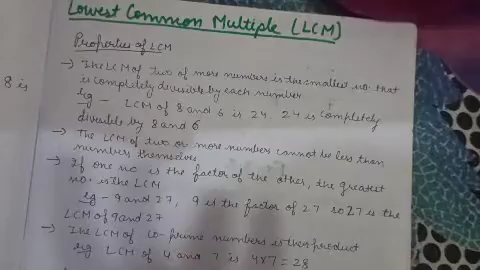 Lowest Common Multiple (LCM)
Properties of LCM
→ The LCM of two of more numbers is the smallest no. that
is completely divisible by each number
eg - LCM of 8 and 6 is 24. 24 is completely
divisible by 8 and 6
→ The LCM of two or more numbers cannot be less than
numbers themselves
→ If one no is the factor of the other, the greatest
no. is the LCM
eg - 9 and 27, 9 is the factor of 27 so 27 is the
LCM of 9 and 27
→ The LCM of co-prime numbers is their product
eg LCM of 4 and 7 is 4x7 = 28
8 is